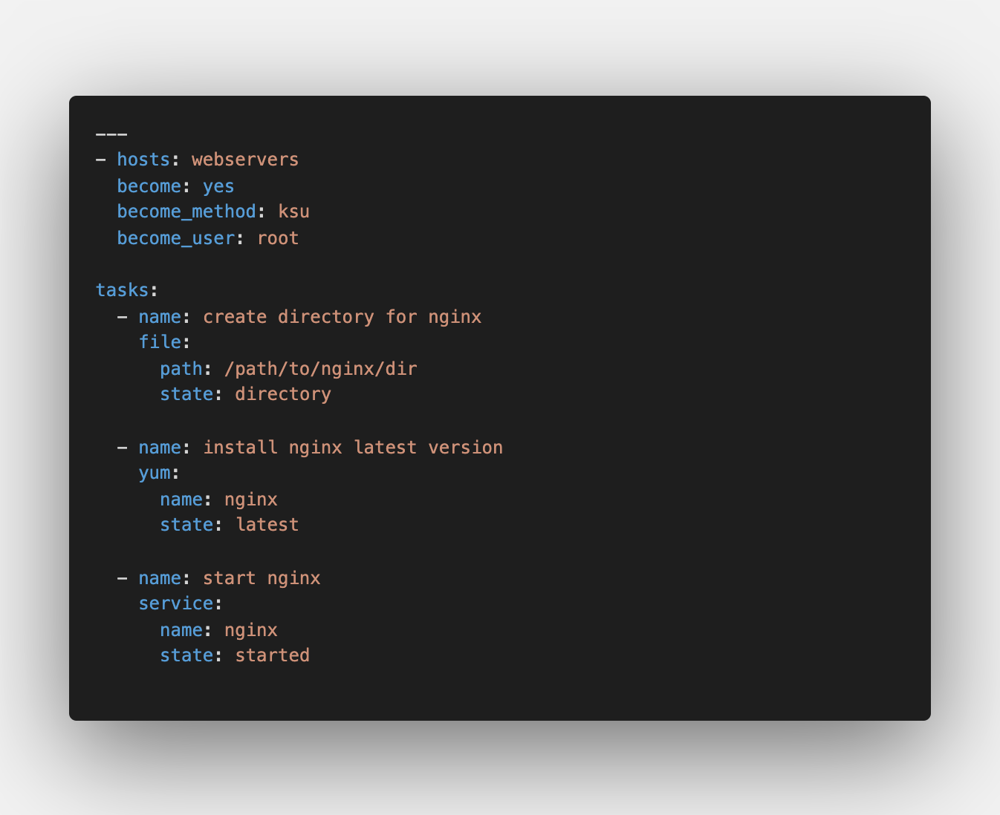 ---
- hosts: webservers
  become: yes
  become_method: ksu
  become_user: root

tasks:
  - name: create directory for nginx
    file:
      path: /path/to/nginx/dir
      state: directory

  - name: install nginx latest version
    yum:
      name: nginx
      state: latest

  - name: start nginx
    service:
      name: nginx
      state: started